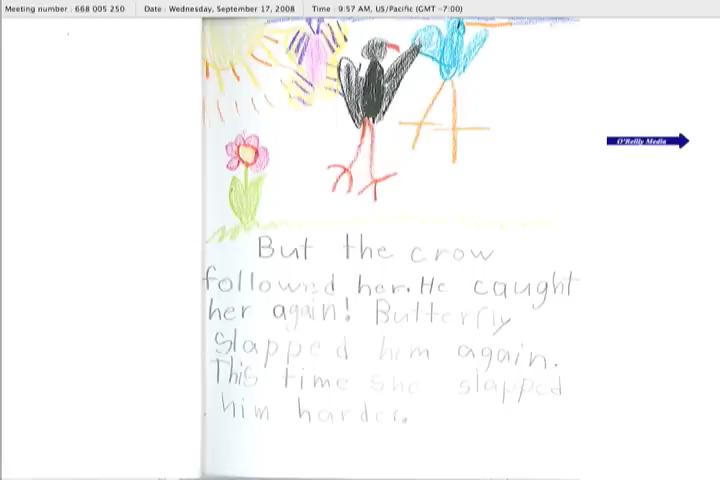 Meeting number : 668 005 250 Date : Wednesday, September 17, 2008 Time : 9:57 AM, US/Pacific (GMT -7:00)
O'Reilly Media
But the crow
followed her. He caught
her again! Butterfly
slapped him again.
This time she slapped
him harder.